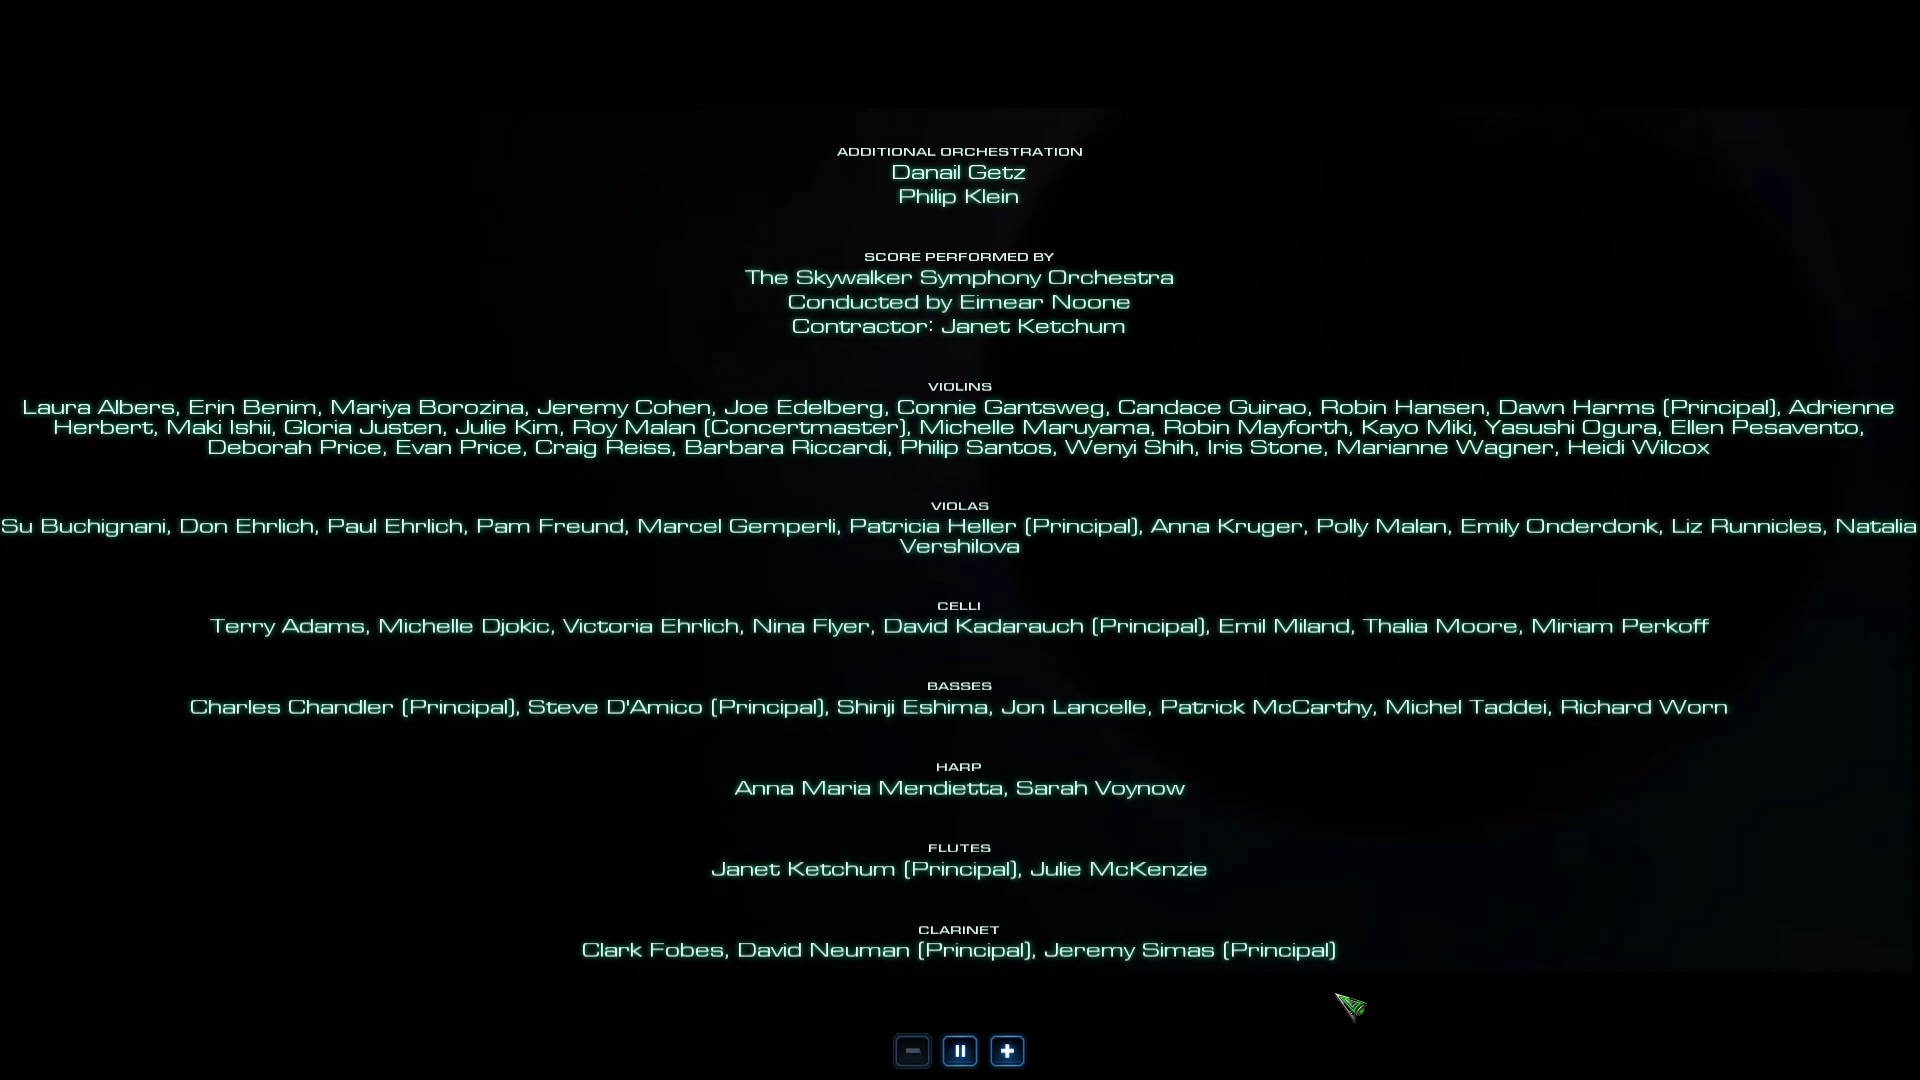 ADDITIONAL ORCHESTRATION
Danail Getz
Philip Klein
SCORE PERFORMED BY
The Skywalker Symphony Orchestra
Conducted by Eimear Noone
Contractor: Janet Ketchum
VIOLINS
Laura Albers, Erin Benim, Mariya Borozina, Jeremy Cohen, Joe Edelberg, Connie Gantsweg, Candace Guirao, Robin Hansen, Dawn Harms (Principal), Adrienne
Herbert, Maki Ishii, Gloria Justen, Julie Kim, Roy Malan (Concertmaster), Michelle Maruyama, Robin Mayforth, Kayo Miki, Yasushi Ogura, Ellen Pesavento,
Deborah Price, Evan Price, Craig Reiss, Barbara Riccardi, Philip Santos, Wenyi Shih, Iris Stone, Marianne Wagner, Heidi Wilcox
VIOLAS
Su Buchignani, Don Ehrlich, Paul Ehrlich, Pam Freund, Marcel Gemperli, Patricia Heller (Principal), Anna Kruger, Polly Malan, Emily Onderdonk, Liz Runnicles, Natalia
Vershilova
CELLI
Terry Adams, Michelle Djokic, Victoria Ehrlich, Nina Flyer, David Kadarauch (Principal), Emil Miland, Thalia Moore, Miriam Perkoff
BASSES
Charles Chandler (Principal), Steve D'Amico (Principal), Shinji Eshima, Jon Lancelle, Patrick McCarthy, Michel Taddei, Richard Worn
HARP
Anna Maria Mendietta, Sarah Voynow
FLUTES
Janet Ketchum (Principal), Julie McKenzie
CLARINET
Clark Fobes, David Neuman (Principal), Jeremy Simas (Principal)